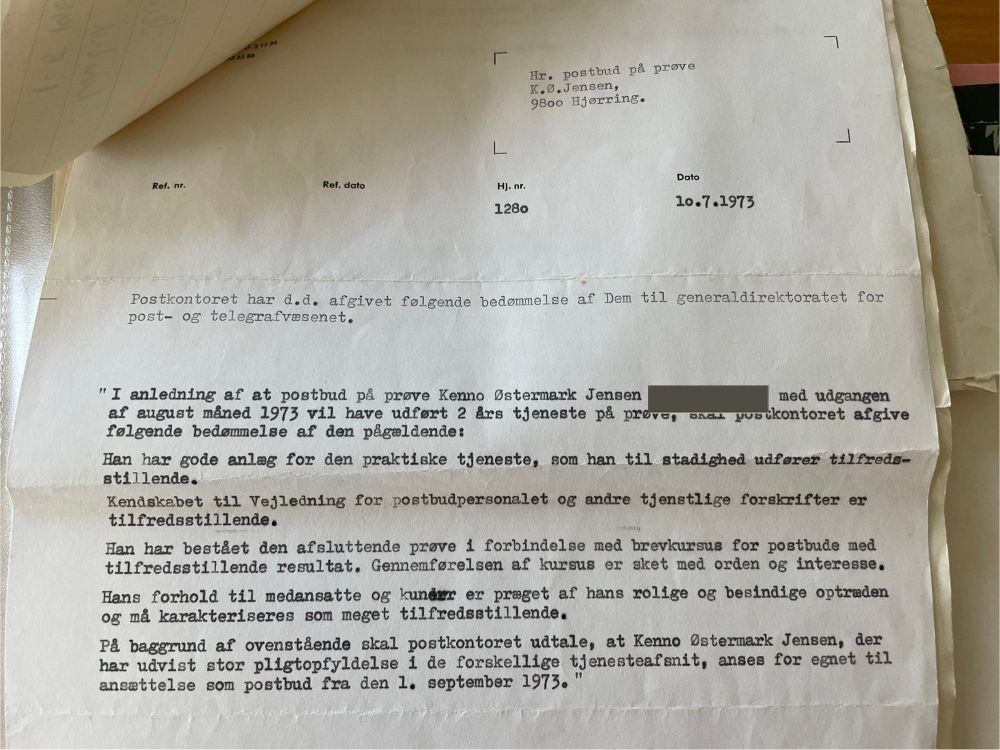 Hr. postbud på prøve
K.Ø.Jensen,
98oo Hjørring.
Ref. nr.
Ref. dato
Hj. nr.
Dato
128o
1o.7.1973
Postkontoret har d.d. afgivet følgende bedømmelse af Dem til generaldirektoratet for
post- og telegrafvæsenet.
"I anledning af at postbud på prøve Kenno Østermark Jensen med udgangen
af august måned 1973 vil have udført 2 års tjeneste på prøve, skal postkontoret afgive
følgende bedømmelse af den pågældende:
Han har gode anlæg for den praktiske tjeneste, som han til stadighed udfører tilfreds-
stillende.
Kendskabet til Vejledning for postbudpersonalet og andre tjenstlige forskrifter er
tilfredsstillende.
Han har bestået den afsluttende prøve i forbindelse med brevkursus for postbude med
tilfredsstillende resultat. Gennemførelsen af kursus er sket med orden og interesse.
Hans forhold til medansatte og kunder er præget af hans rolige og besindige optræden
og må karakteriseres som meget tilfredsstillende.
På baggrund af ovenstående skal postkontoret udtale, at Kenno Østermark Jensen, der
har udvist stor pligtopfyldelse i de forskellige tjenesteafsnit, anses for egnet til
ansættelse som postbud fra den 1. september 1973."